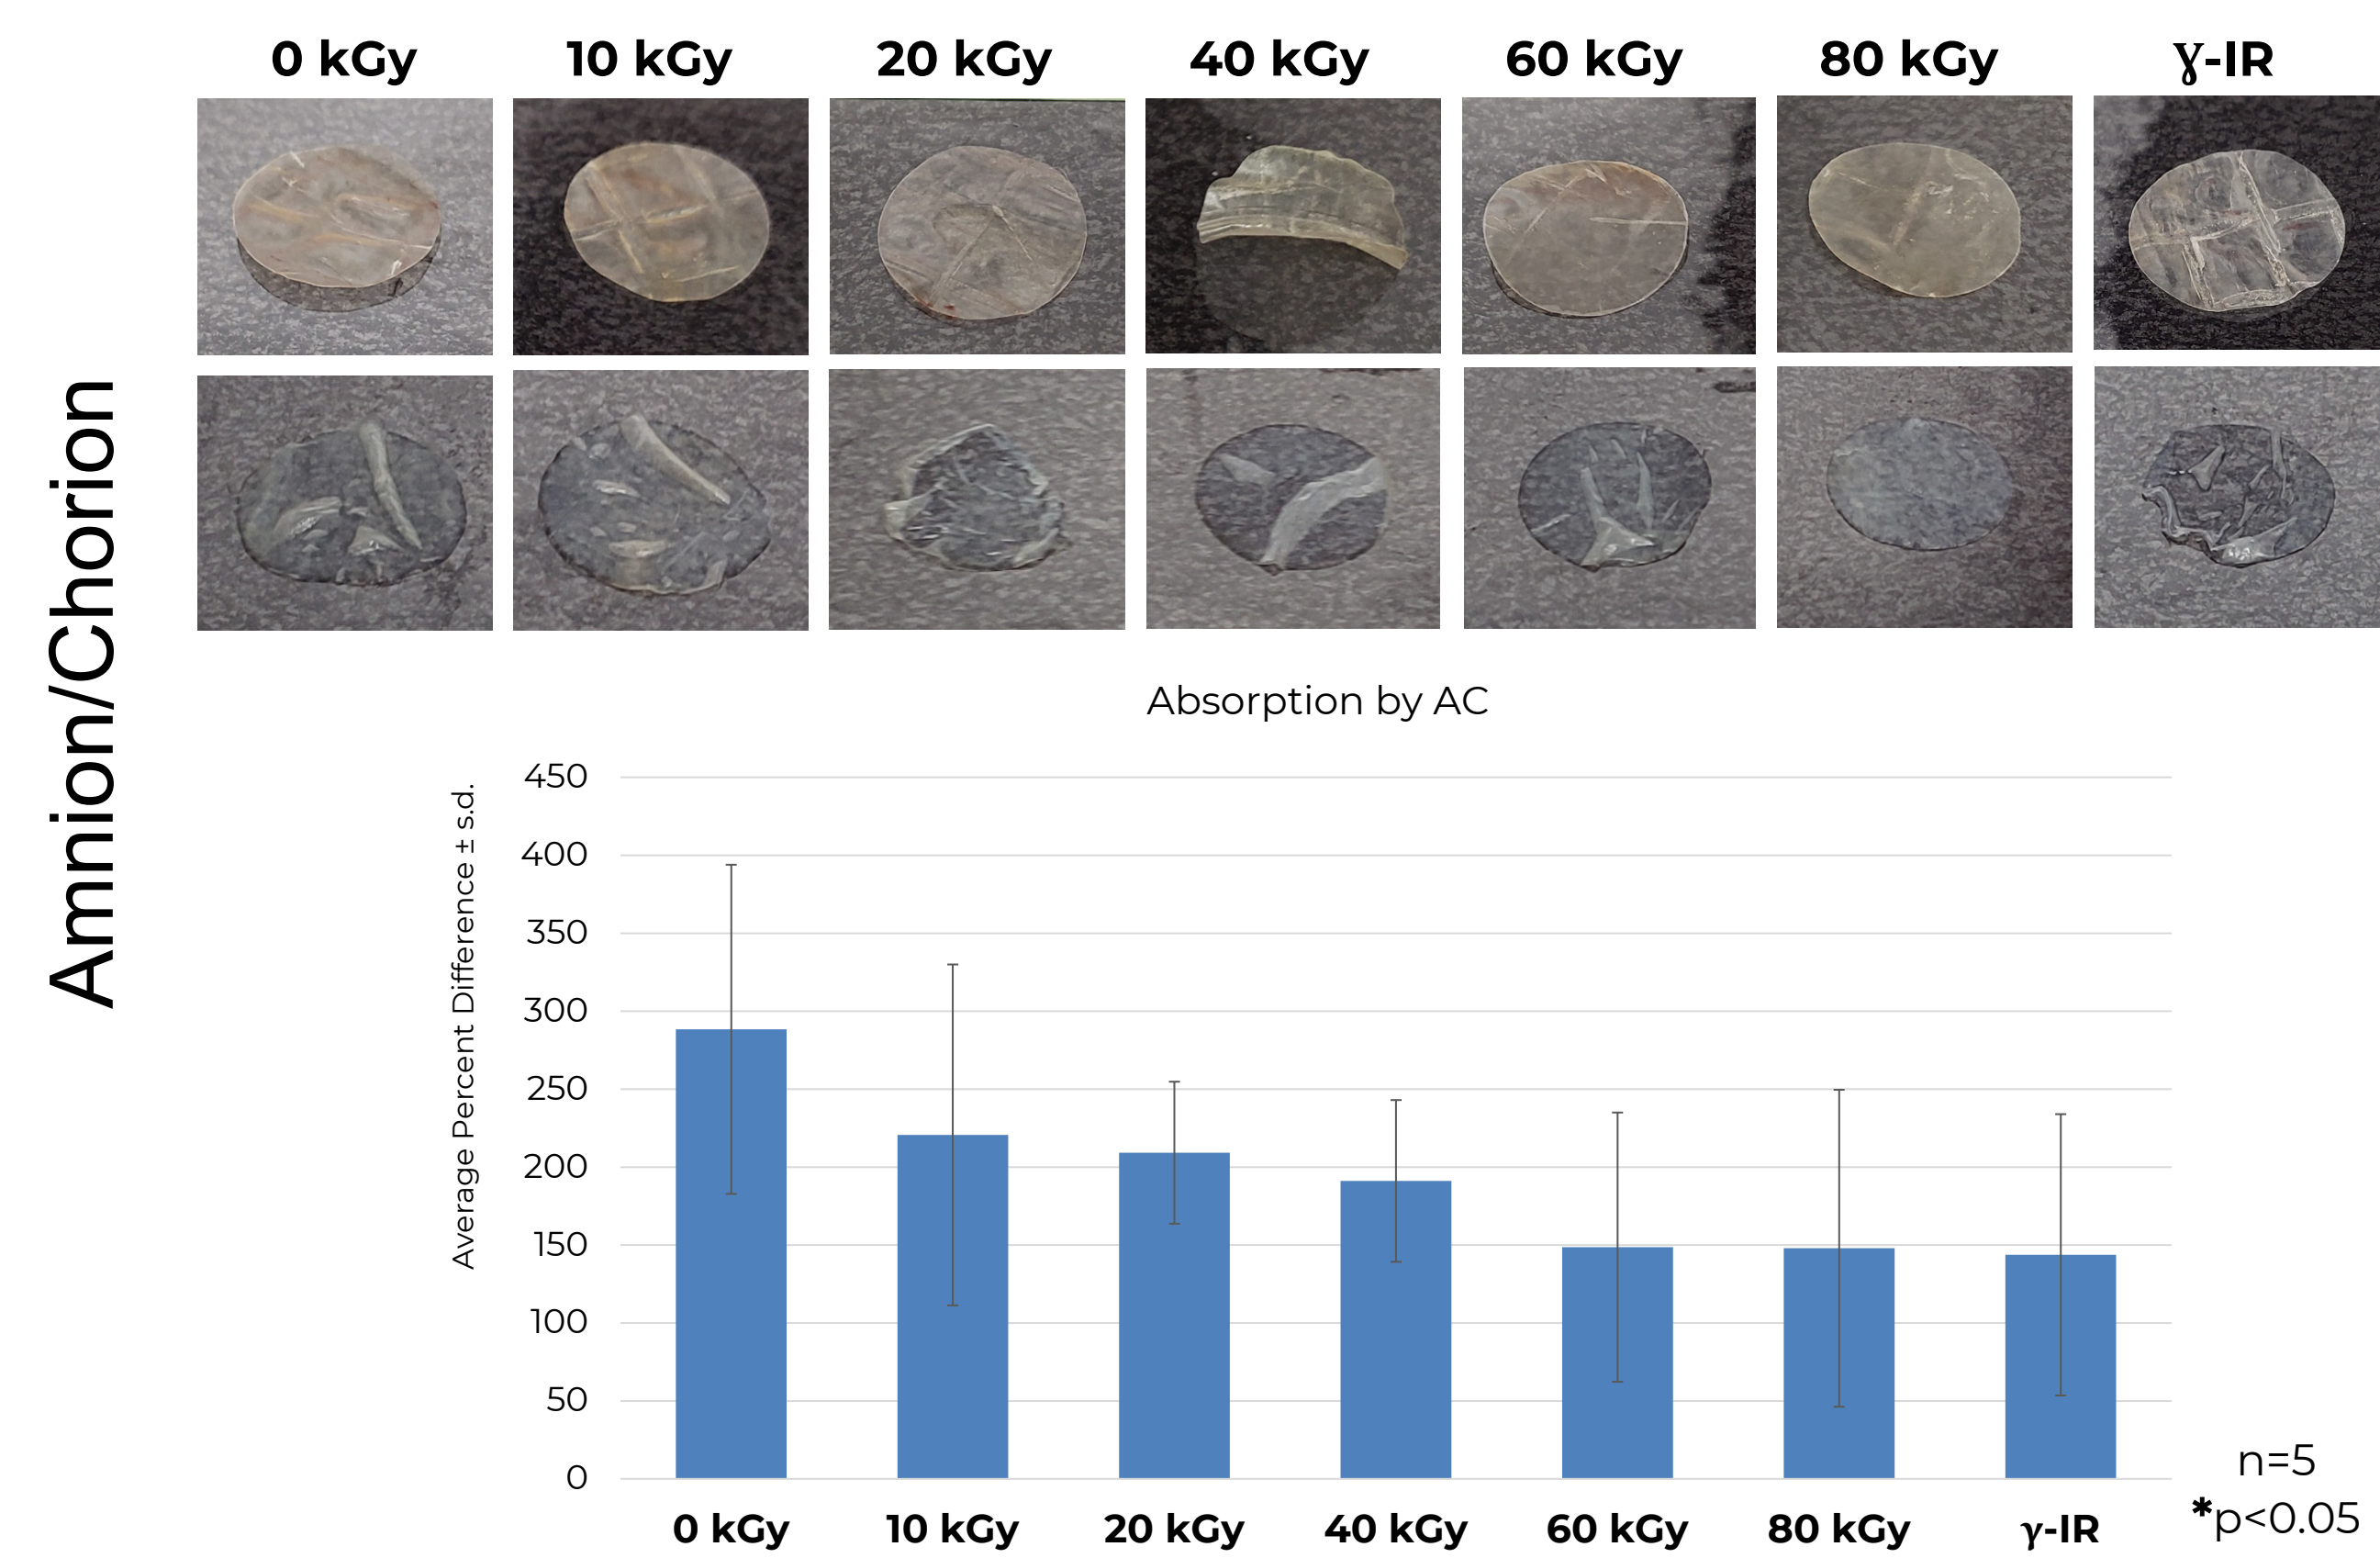 0 kGy
10 kGy
20 kGy
40 kGy
60 kGy
80 kGy
Ɣ-IR
Amnion/Chorion
Absorption by AC
Average Percent Difference ± s.d.
450
400
350
300
250
200
150
100
50
0
0 kGy
10 kGy
20 kGy
40 kGy
60 kGy
80 kGy
γ-IR
n=5
*p<0.05